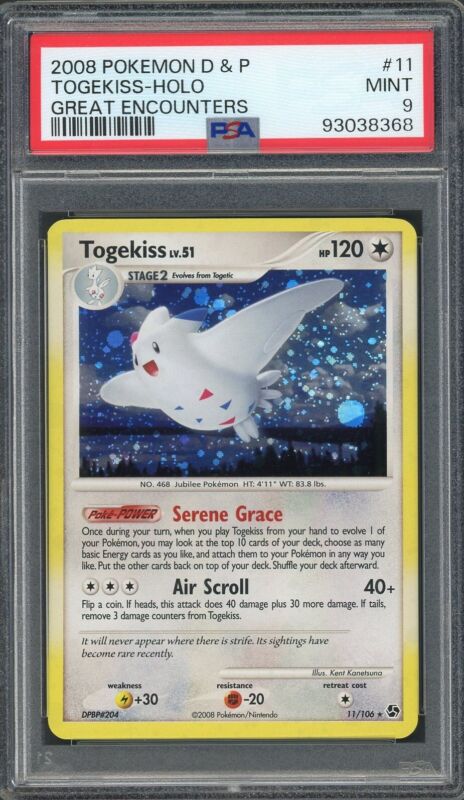 2008 POKEMON D & P #11
TOGEKISS-HOLO MINT
GREAT ENCOUNTERS 9
PSA 93038368
Togekiss LV.51 HP 120
STAGE2 Evolves from Togetic
NO. 468 Jubilee Pokémon HT: 4'11" WT: 83.8 lbs.
Poké-POWER Serene Grace
Once during your turn, when you play Togekiss from your hand to evolve 1 of
your Pokémon, you may look at the top 10 cards of your deck, choose as many
basic Energy cards as you like, and attach them to your Pokémon in any way you
like. Put the other cards back on top of your deck. Shuffle your deck afterward.
Air Scroll 40+
Flip a coin. If heads, this attack does 40 damage plus 30 more damage. If tails,
remove 3 damage counters from Togekiss.
It will never appear where there is strife. Its sightings have
become rare recently.
Illus. Kent Kanetsuna
weakness resistance retreat cost
+30 -20
DPBP#204 ©2008 Pokémon/Nintendo 11/106 ★